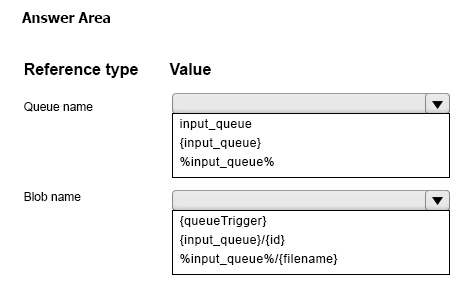 Answer Area
Reference type Value
Queue name
input_queue
{input_queue}
%input_queue%
Blob name
{queueTrigger}
{input_queue}/{id}
%input_queue%/{filename}